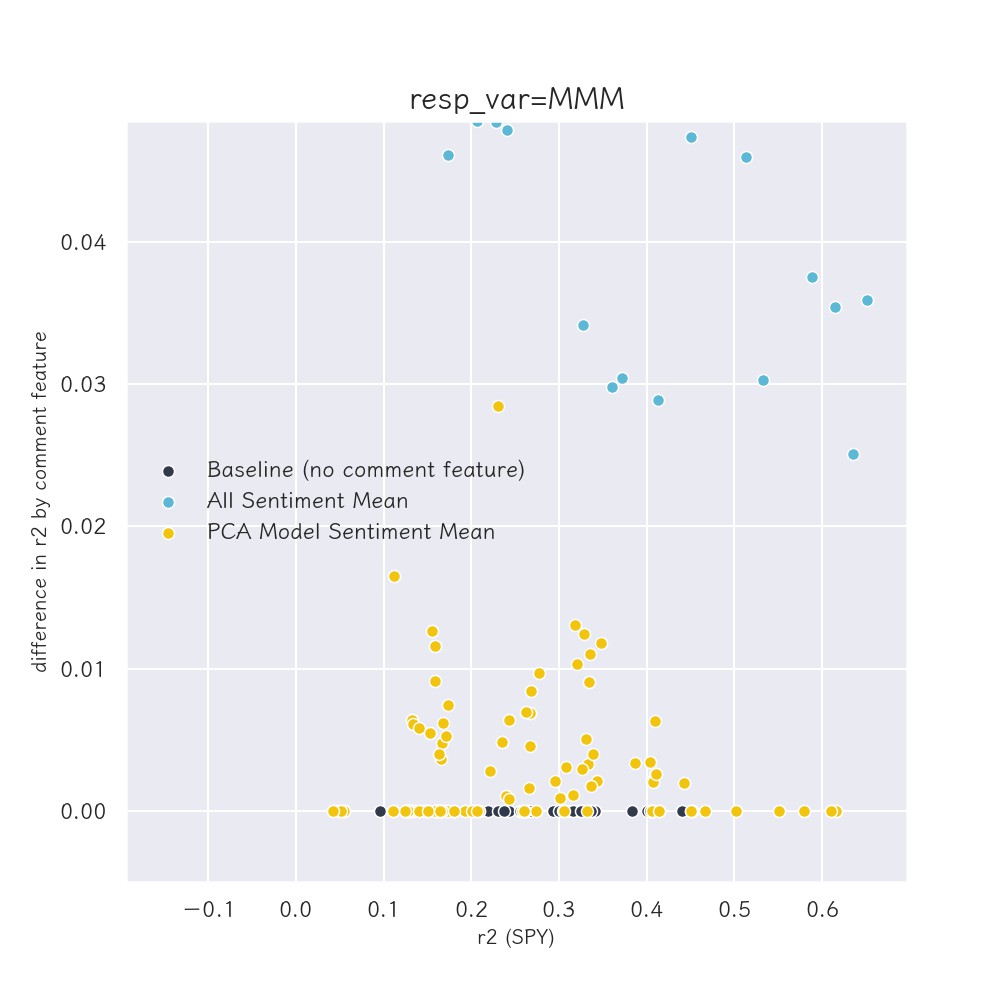 resp_var=MMM
difference in r2 by comment feature
0.04
0.03
0.02
0.01
0.00
Baseline (no comment feature)
All Sentiment Mean
PCA Model Sentiment Mean
−0.1 0.0 0.1 0.2 0.3 0.4 0.5 0.6
r2 (SPY)